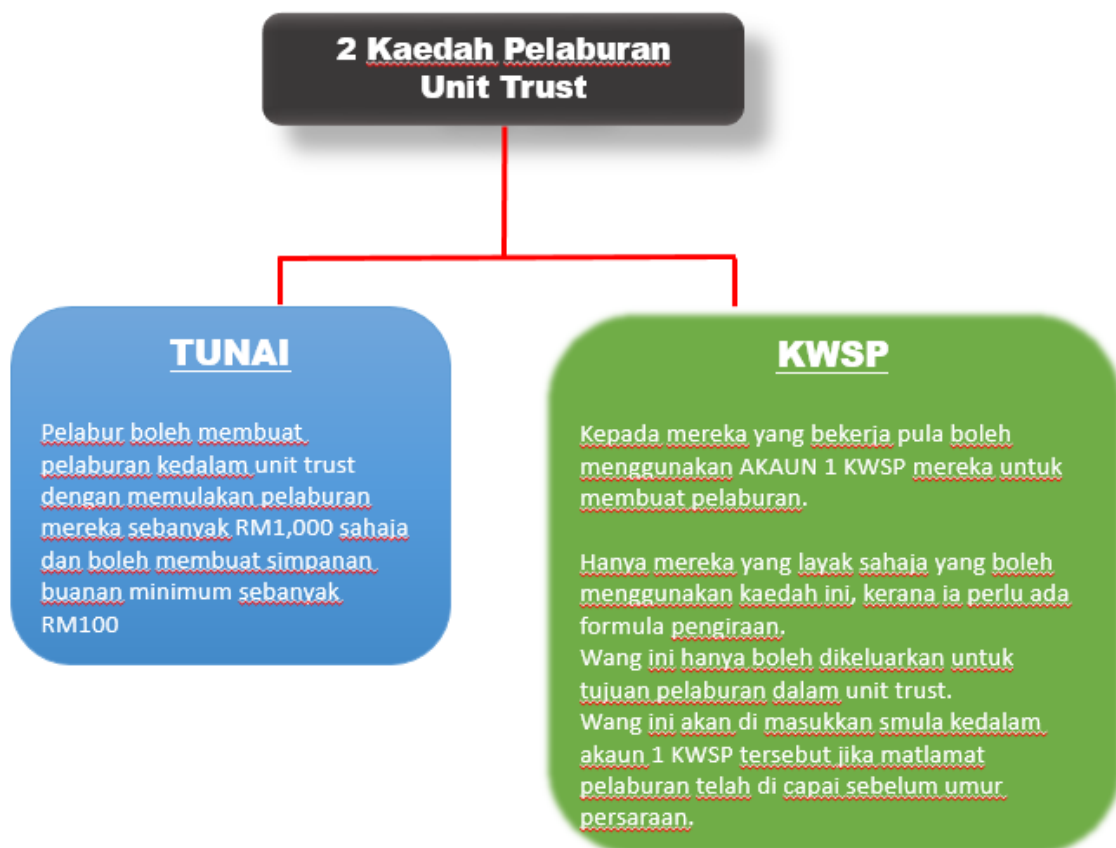 2 Kaedah Pelaburan
Unit Trust
TUNAI
Pelabur boleh membuat
pelaburan kedalam unit trust
dengan memulakan pelaburan
mereka sebanyak RM1,000 sahaja
dan boleh membuat simpanan
buanan minimum sebanyak
RM100
KWSP
Kepada mereka yang bekerja pula boleh
menggunakan AKAUN 1 KWSP mereka untuk
membuat pelaburan.
Hanya mereka yang layak sahaja yang boleh
menggunakan kaedah ini, kerana ia perlu ada
formula pengiraan.
Wang ini hanya boleh dikeluarkan untuk
tujuan pelaburan dalam unit trust.
Wang ini akan di masukkan smula kedalam
akaun 1 KWSP tersebut jika matlamat
pelaburan telah di capai sebelum umur
persaraan.